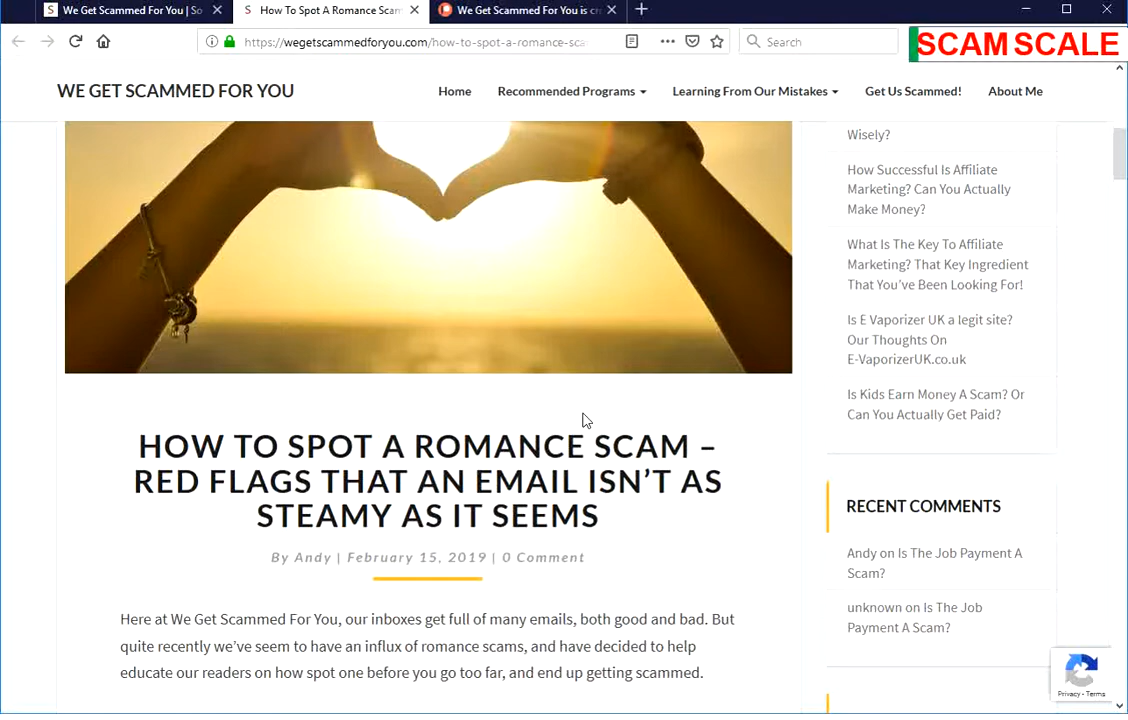 We Get Scammed For You | So
How To Spot A Romance Scam
We Get Scammed For You is cr
https://wegetscammedforyou.com/how-to-spot-a-romance-sca
Search
SCAM SCALE
WE GET SCAMMED FOR YOU
Home
Recommended Programs
Learning From Our Mistakes
Get Us Scammed!
About Me
Wisely?
How Successful Is Affiliate
Marketing? Can You Actually
Make Money?
What Is The Key To Affiliate
Marketing? That Key Ingredient
That You've Been Looking For!
Is E Vaporizer UK a legit site?
Our Thoughts On
E-VaporizerUK.co.uk
Is Kids Earn Money A Scam? Or
Can You Actually Get Paid?
HOW TO SPOT A ROMANCE SCAM –
RED FLAGS THAT AN EMAIL ISN'T AS
STEAMY AS IT SEEMS
By Andy | February 15, 2019 | 0 Comment
Here at We Get Scammed For You, our inboxes get full of many emails, both good and bad. But
quite recently we've seem to have an influx of romance scams, and have decided to help
educate our readers on how spot one before you go too far, and end up getting scammed.
RECENT COMMENTS
Andy on Is The Job Payment A
Scam?
unknown on Is The Job
Payment A Scam?
Privacy - Terms